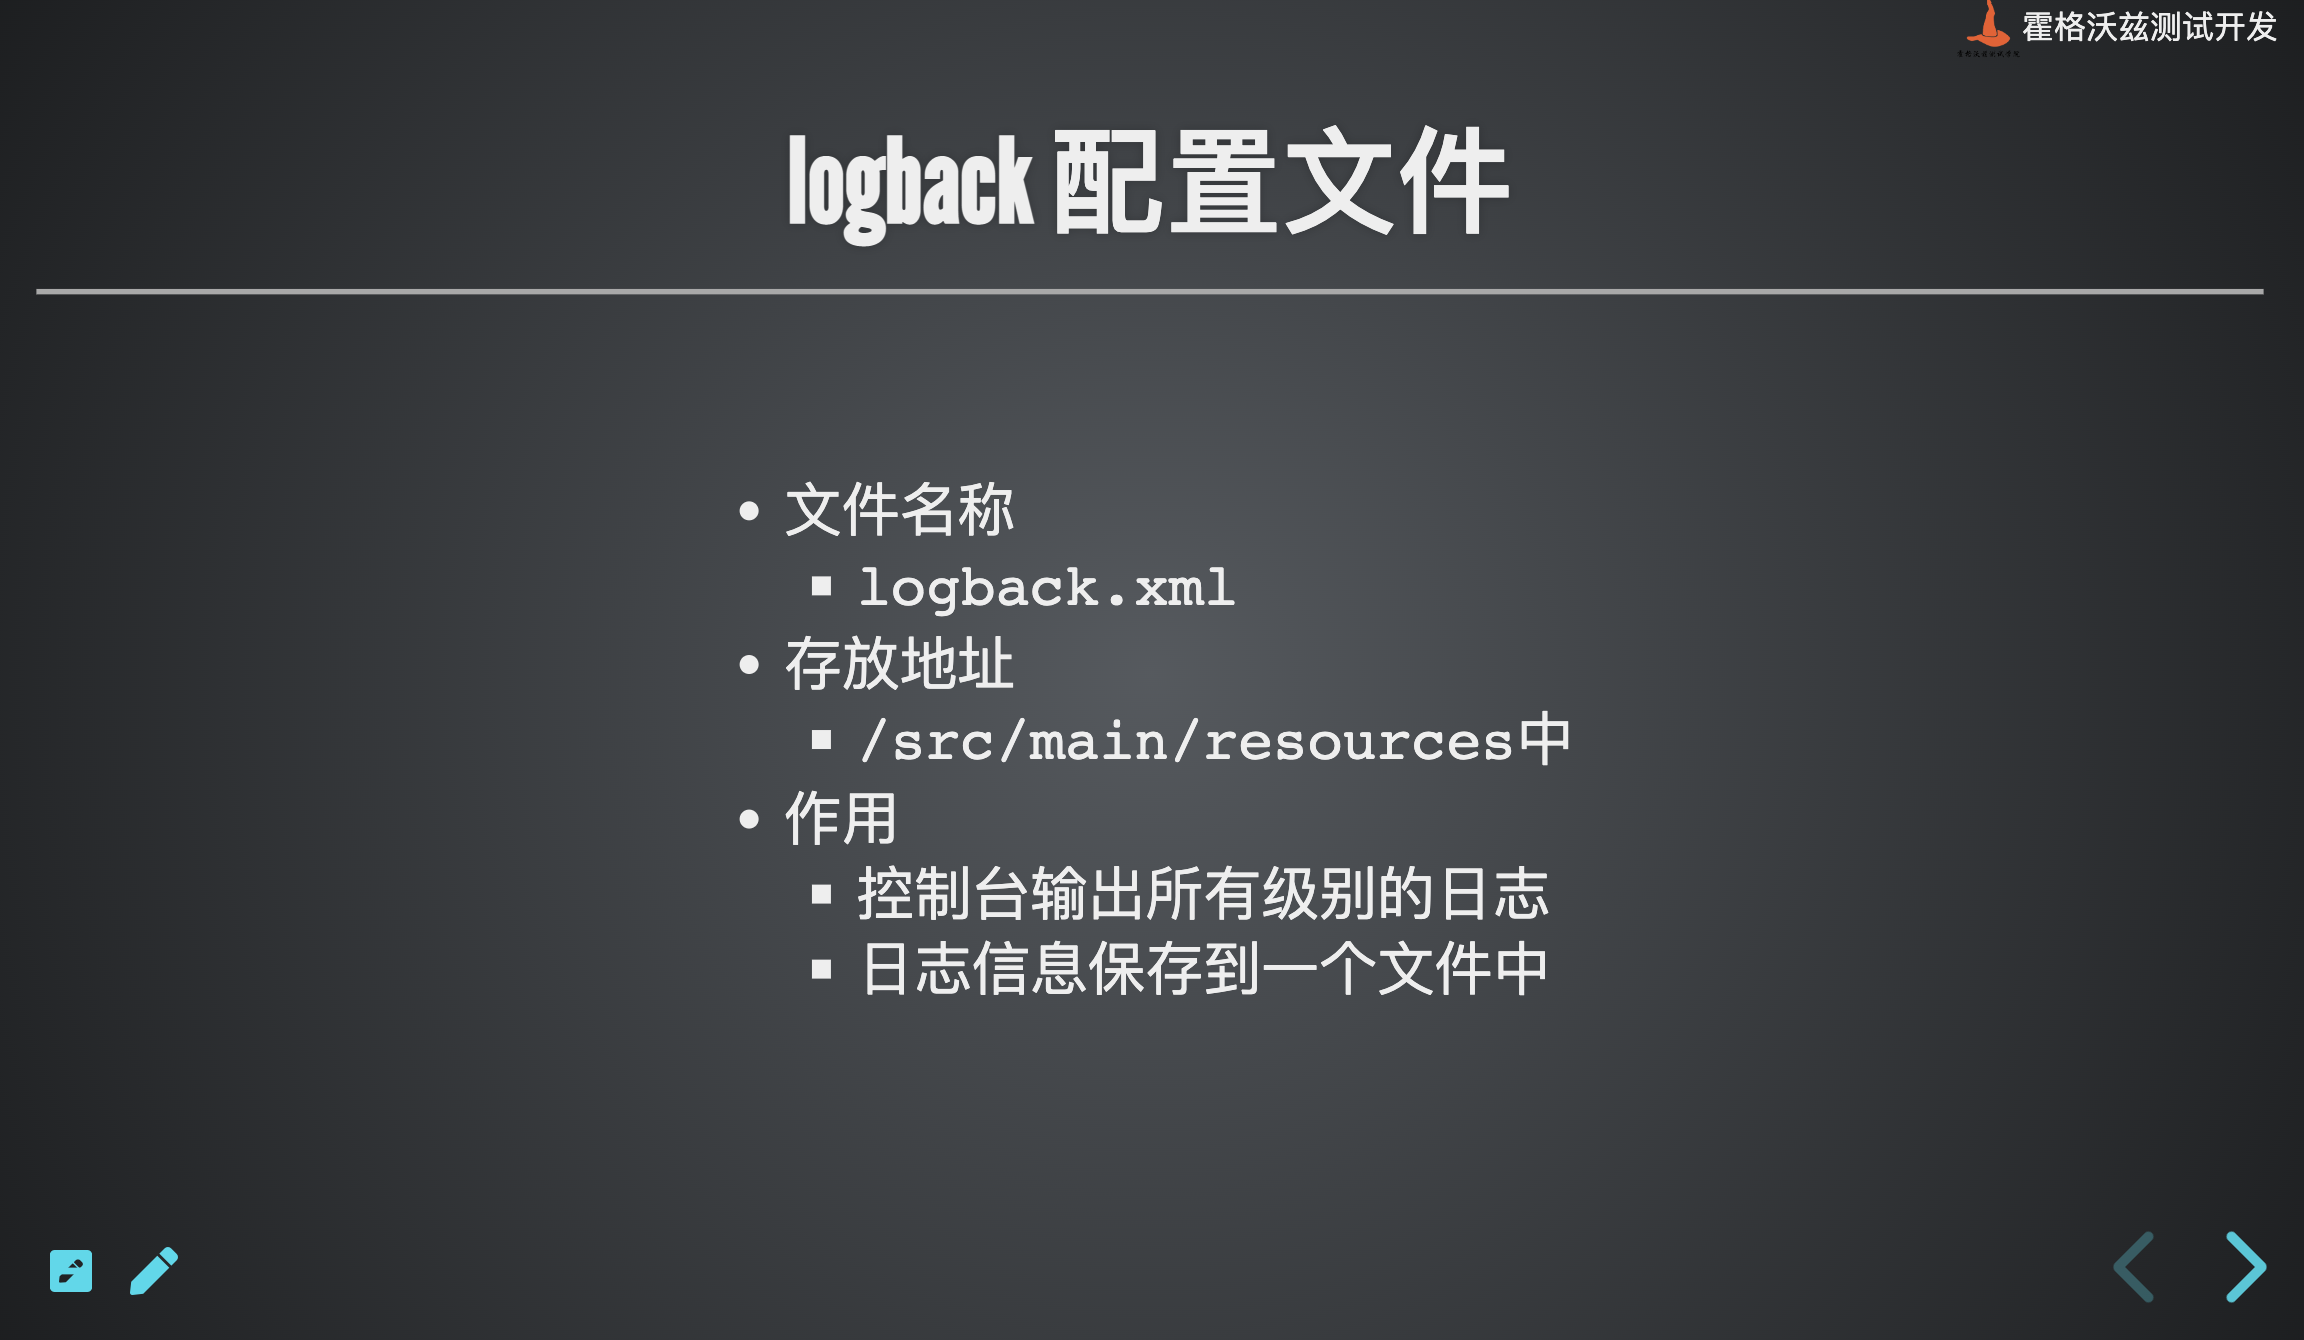 霍格沃兹测试开发
logback 配置文件
文件名称
logback.xml
存放地址
/src/main/resources中
作用
控制台输出所有级别的日志
日志信息保存到一个文件中